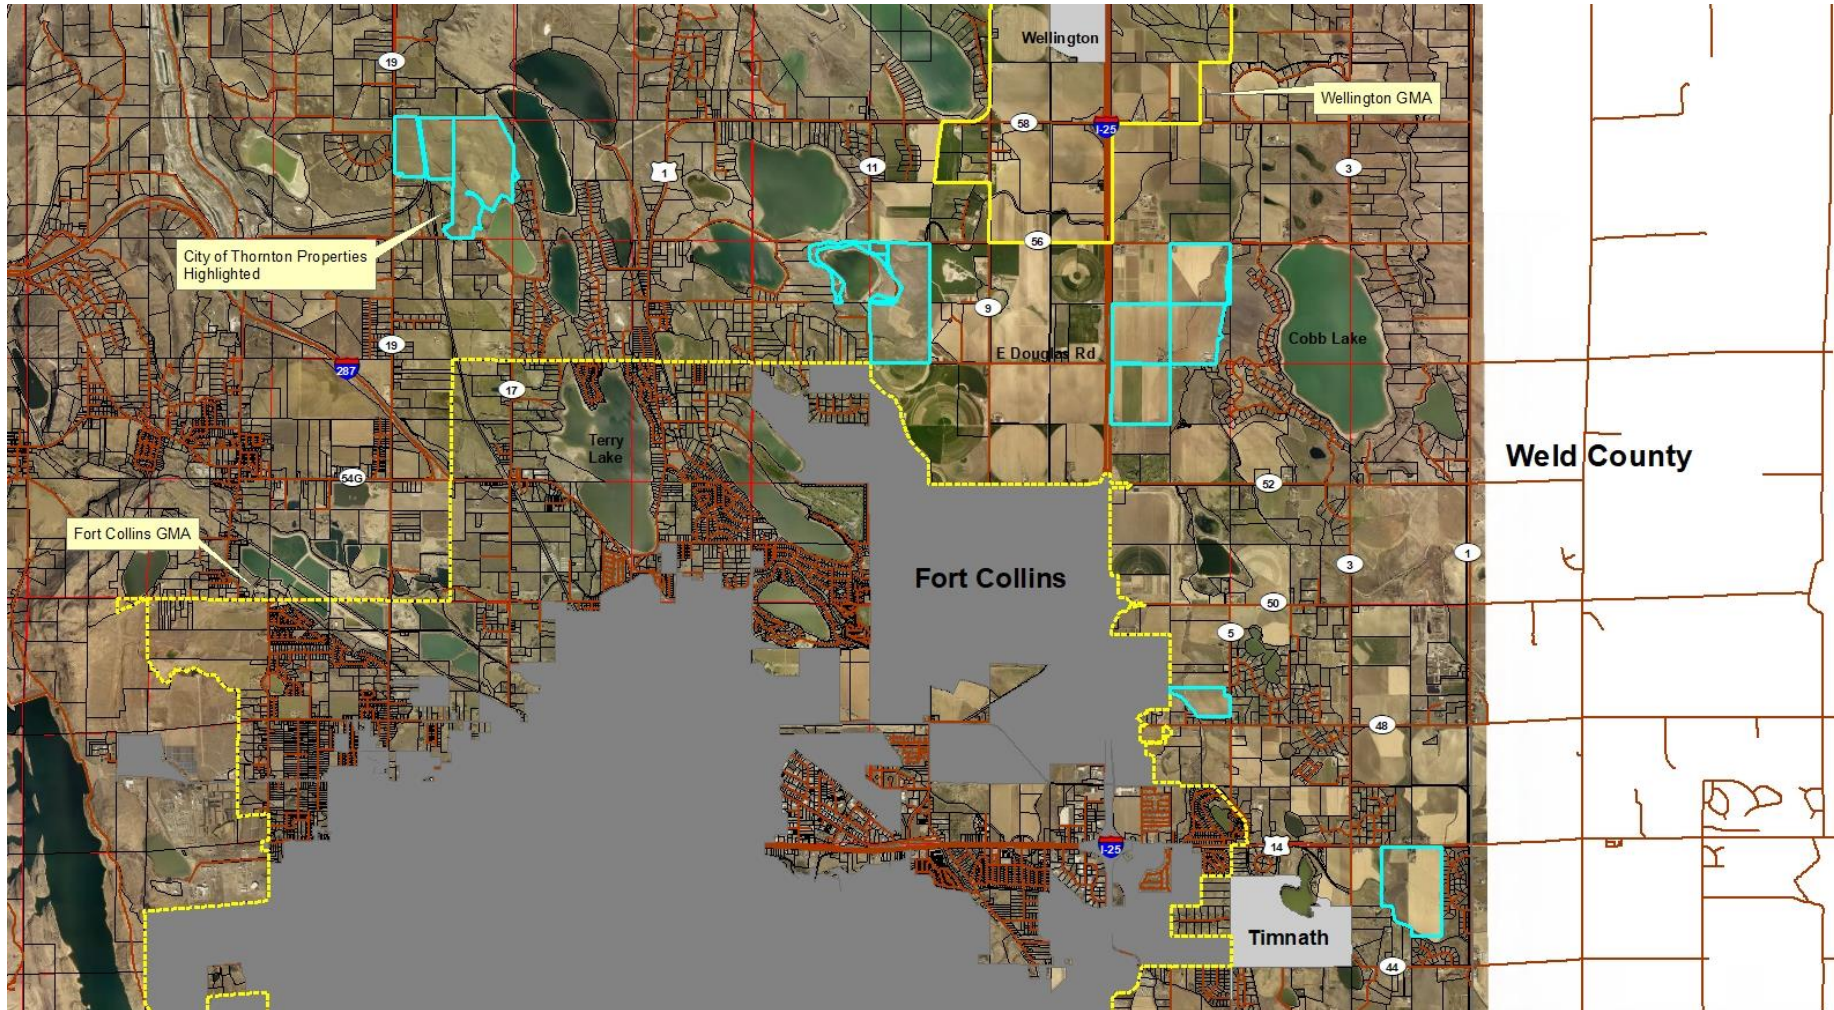 Wellington
19
Wellington GMA
58
I-25
11
3
1
City of Thornton Properties
Highlighted
56
9
19
E Douglas Rd
Cobb Lake
287
17
Terry
Lake
Weld County
54G
52
Fort Collins GMA
1
3
Fort Collins
50
5
48
I-25
14
Timnath
44